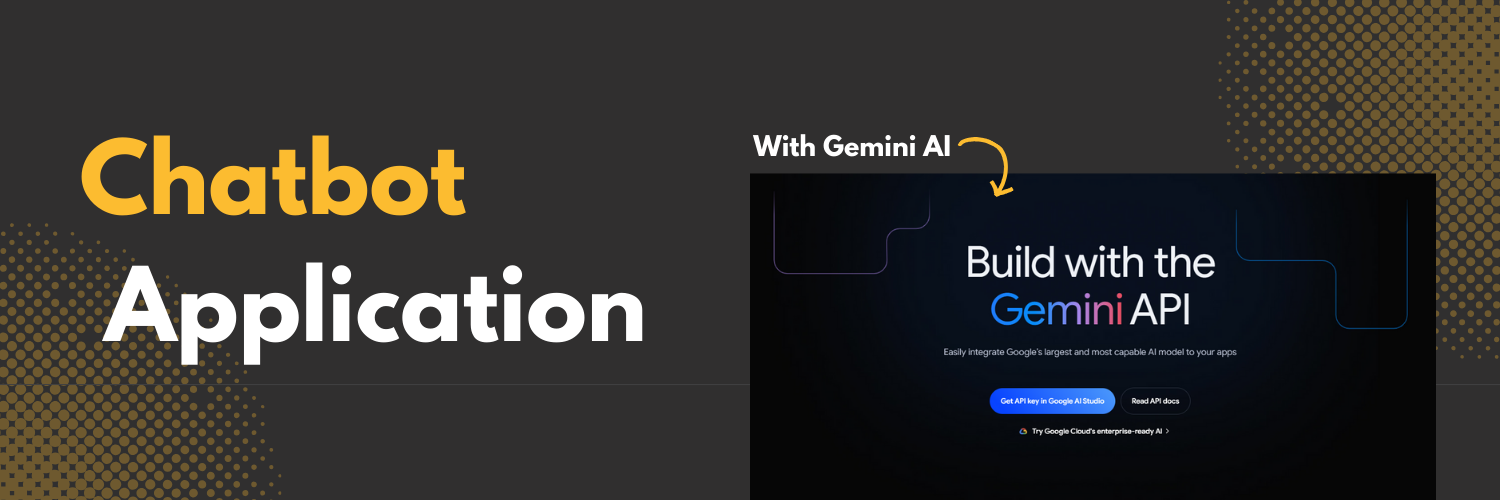 Chatbot
Application
With Gemini AI
Build with the
Gemini API
Easily integrate Google's largest and most capable AI model to your apps
Get API key in Google AI Studio
Read API docs
Try Google Cloud's enterprise-ready AI >